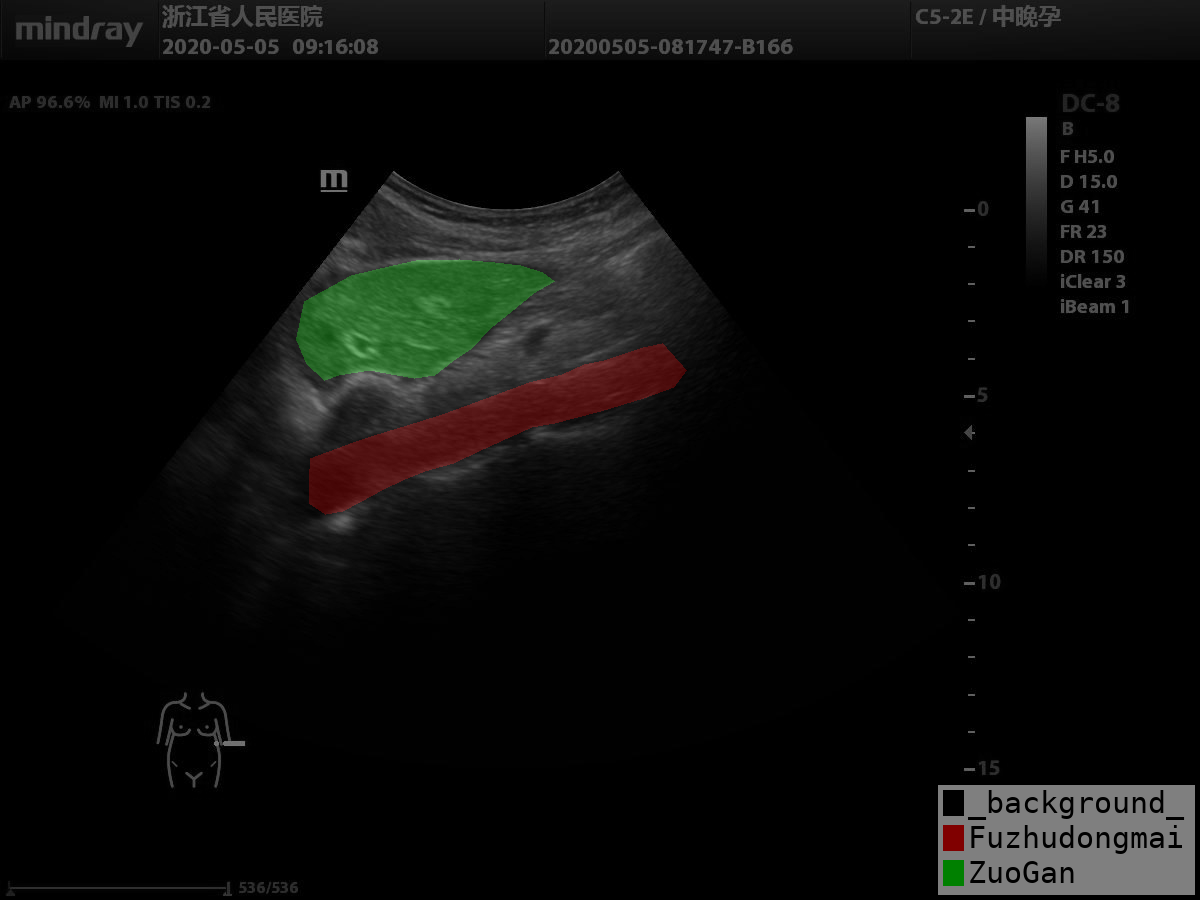 mindray
浙江省人民医院
2020-05-05 09:16:08
20200505-081747-B166
C5-2E / 中晚孕
AP 96.6% MI 1.0 TIS 0.2
DC-8
B
F H5.0
D 15.0
G 41
FR 23
DR 150
iClear 3
iBeam 1
m
0
5
10
15
536/536
_background_
Fuzhudongmai
ZuoGan